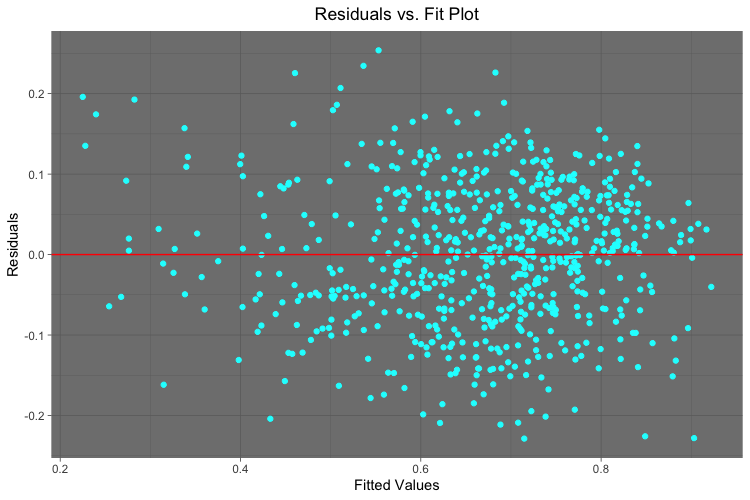 Residuals vs. Fit Plot
0.2
0.1
0.0
-0.1
-0.2
Residuals
0.2 0.4 0.6 0.8
Fitted Values